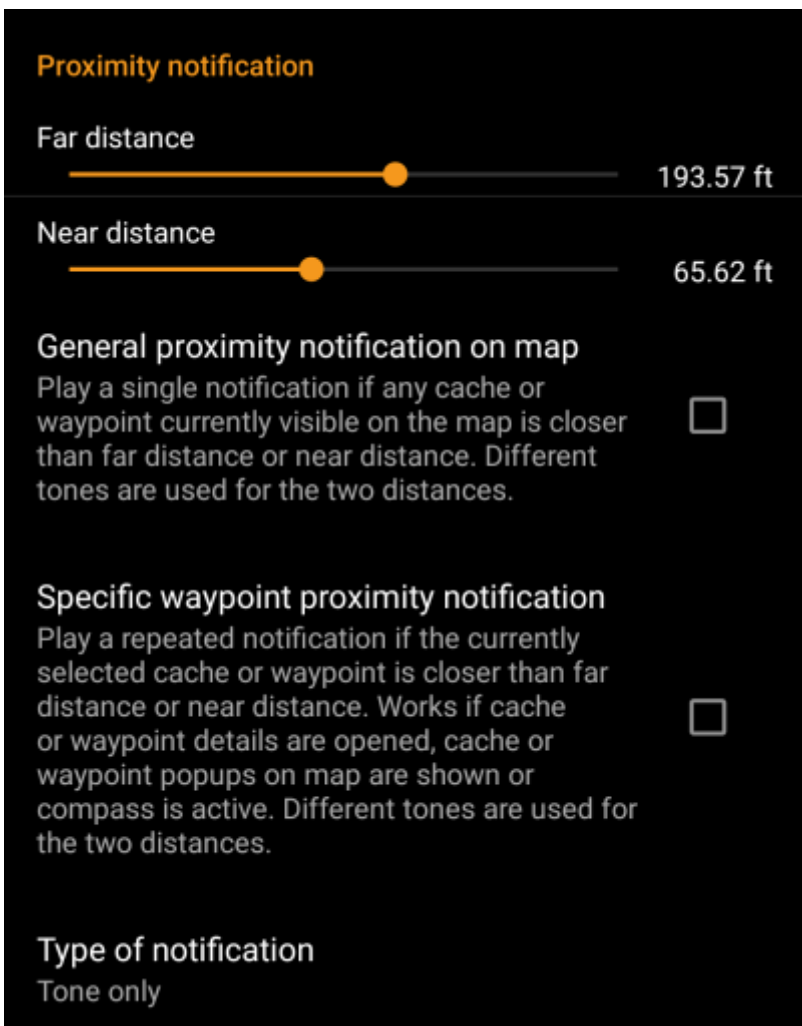 Proximity notification
Far distance
193.57 ft
Near distance
65.62 ft
General proximity notification on map
Play a single notification if any cache or
waypoint currently visible on the map is closer
than far distance or near distance. Different
tones are used for the two distances.
Specific waypoint proximity notification
Play a repeated notification if the currently
selected cache or waypoint is closer than far
distance or near distance. Works if cache
or waypoint details are opened, cache or
waypoint popups on map are shown or
compass is active. Different tones are used for
the two distances.
Type of notification
Tone only